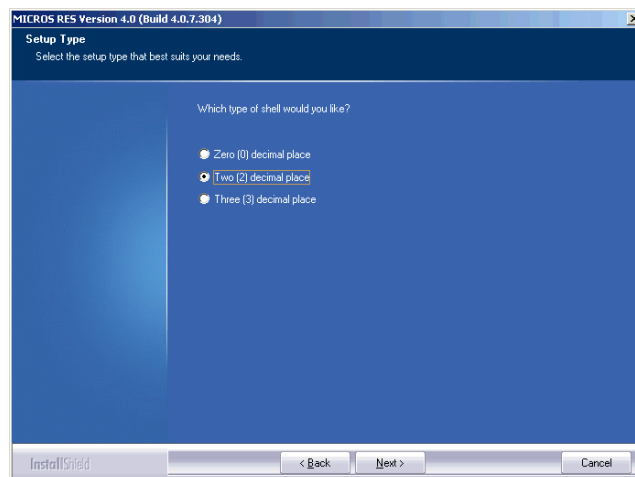 MICROS RES Version 4.0 (Build 4.0.7.304)
Setup Type
Select the setup type that best suits your needs.
Which type of shell would you like?
Zero (0) decimal place
Two (2) decimal place
Three (3) decimal place
InstallShield
< Back
Next >
Cancel